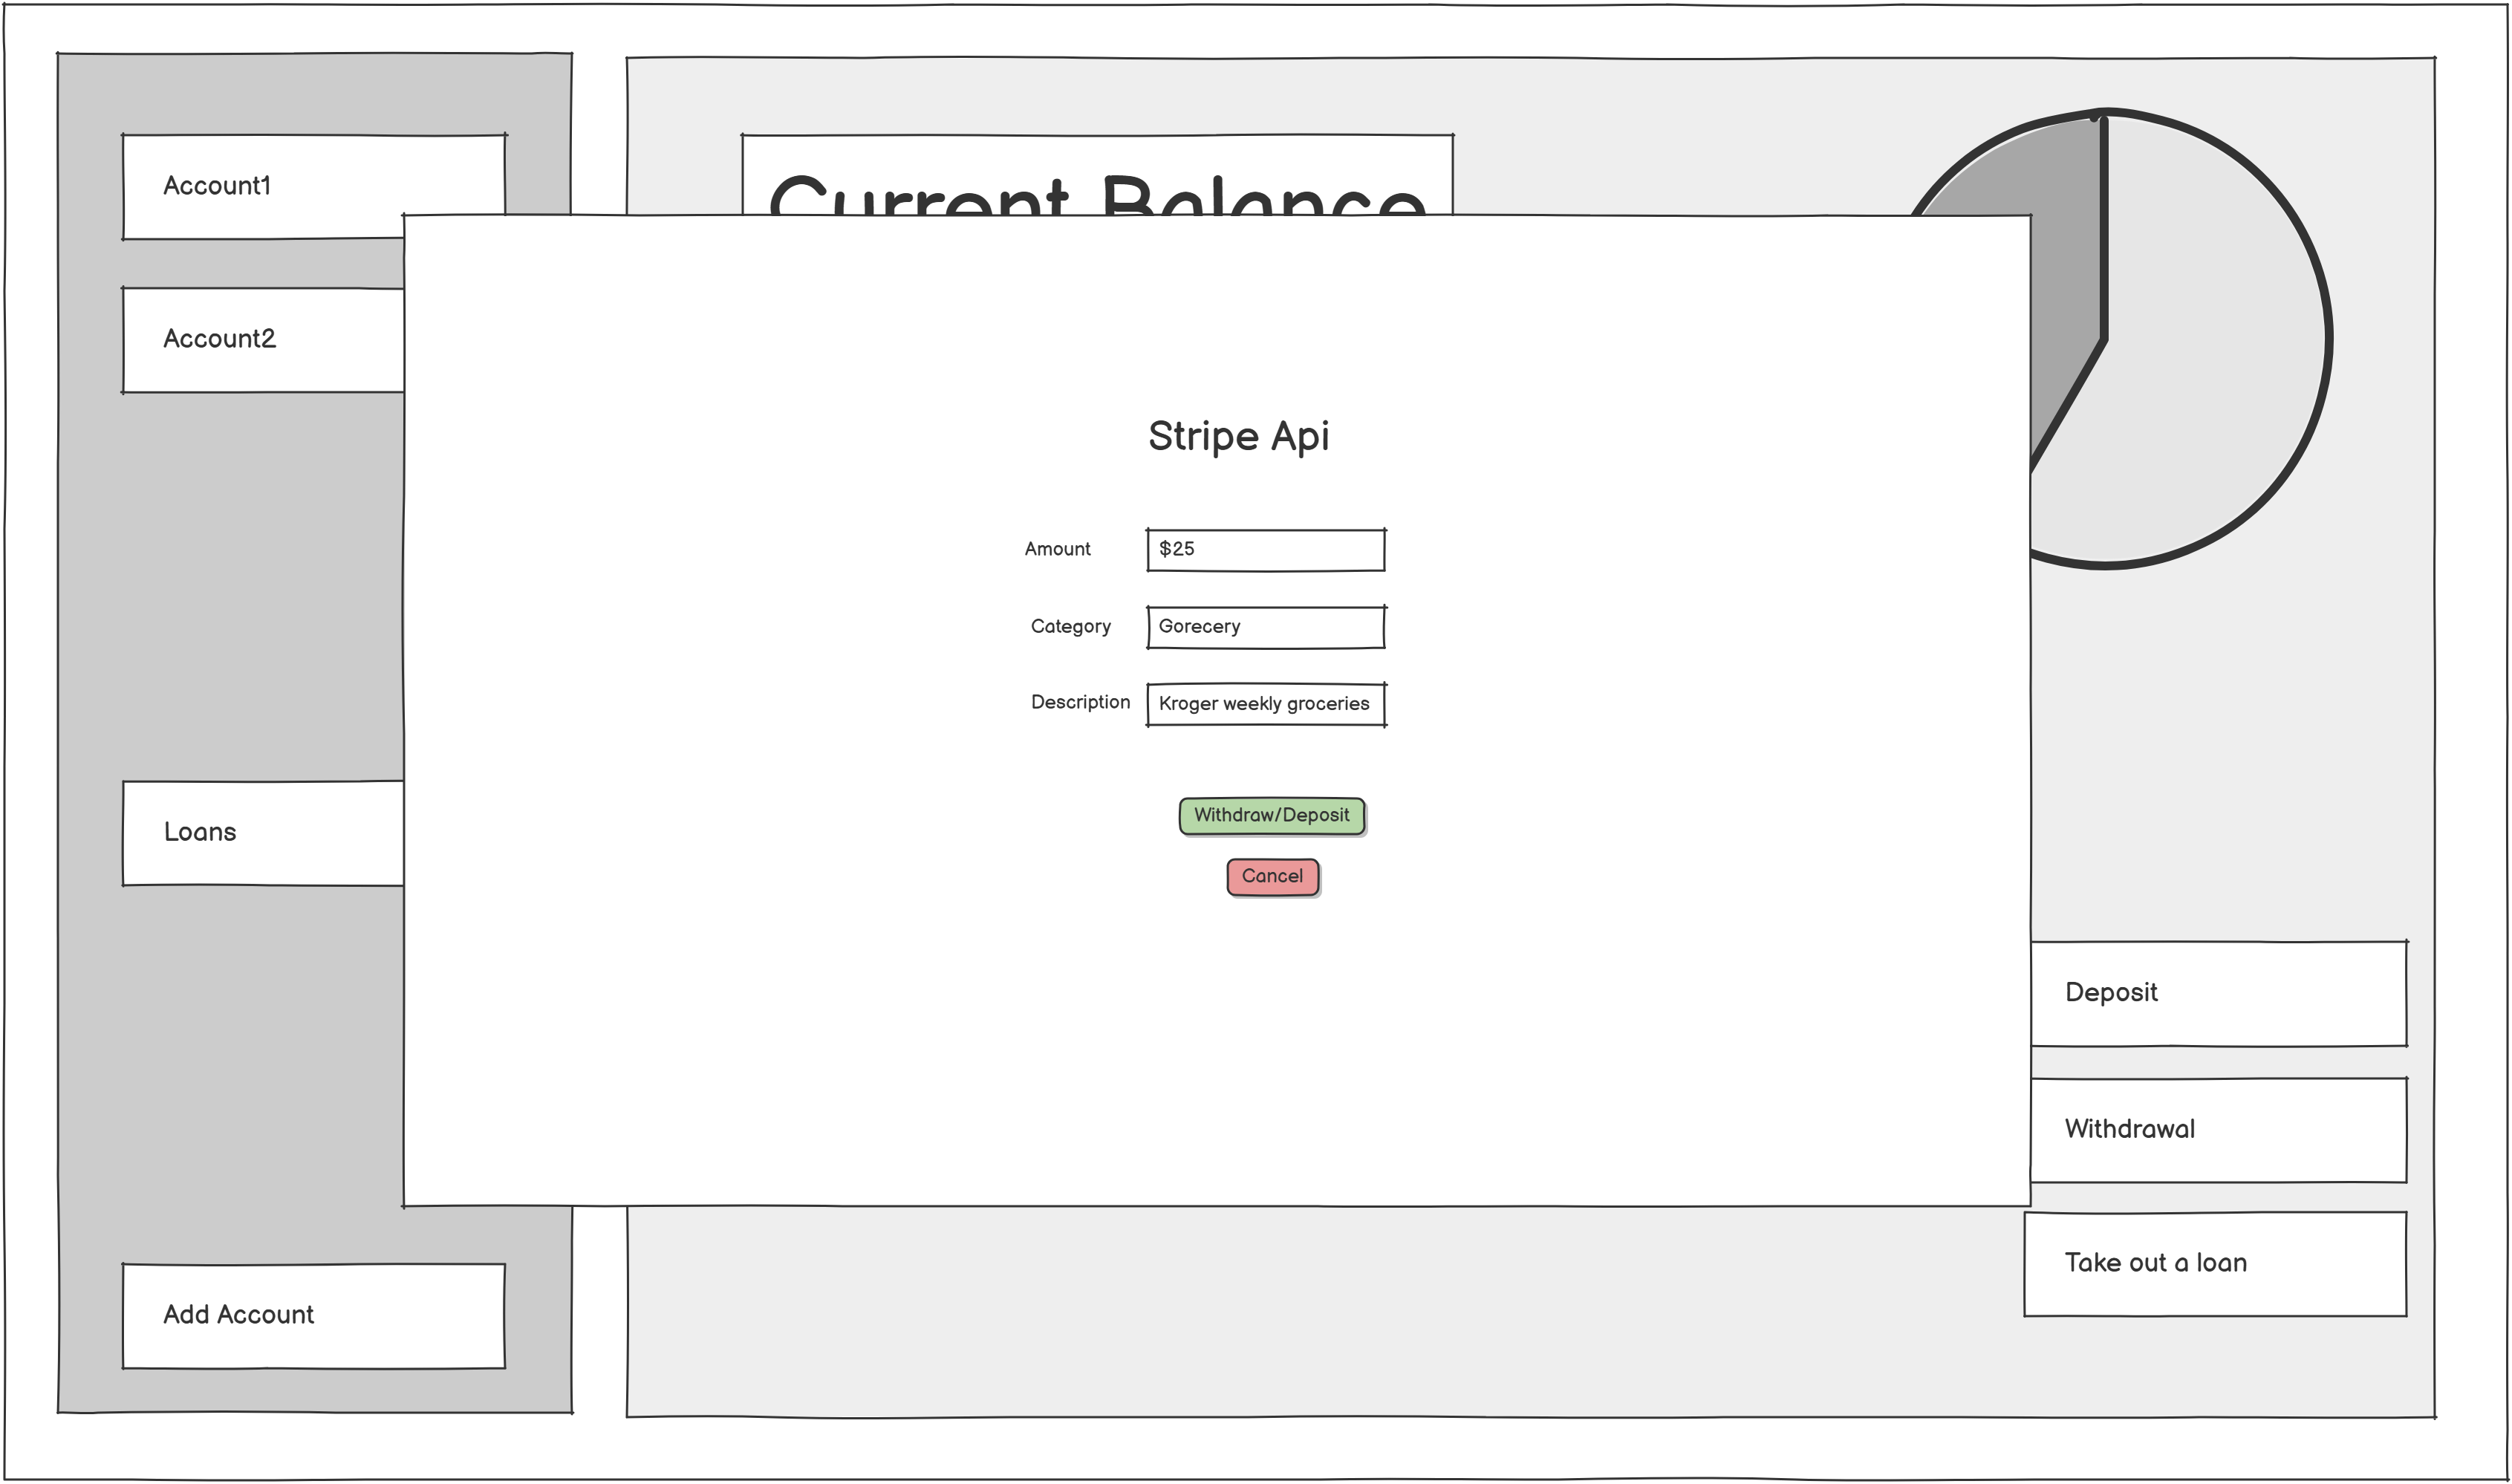 Account1
Current Balance
Account2
Stripe Api
Amount $25
Category Gorecery
Description Kroger weekly groceries
Withdraw/Deposit
Loans
Cancel
Deposit
Withdrawal
Take out a loan
Add Account